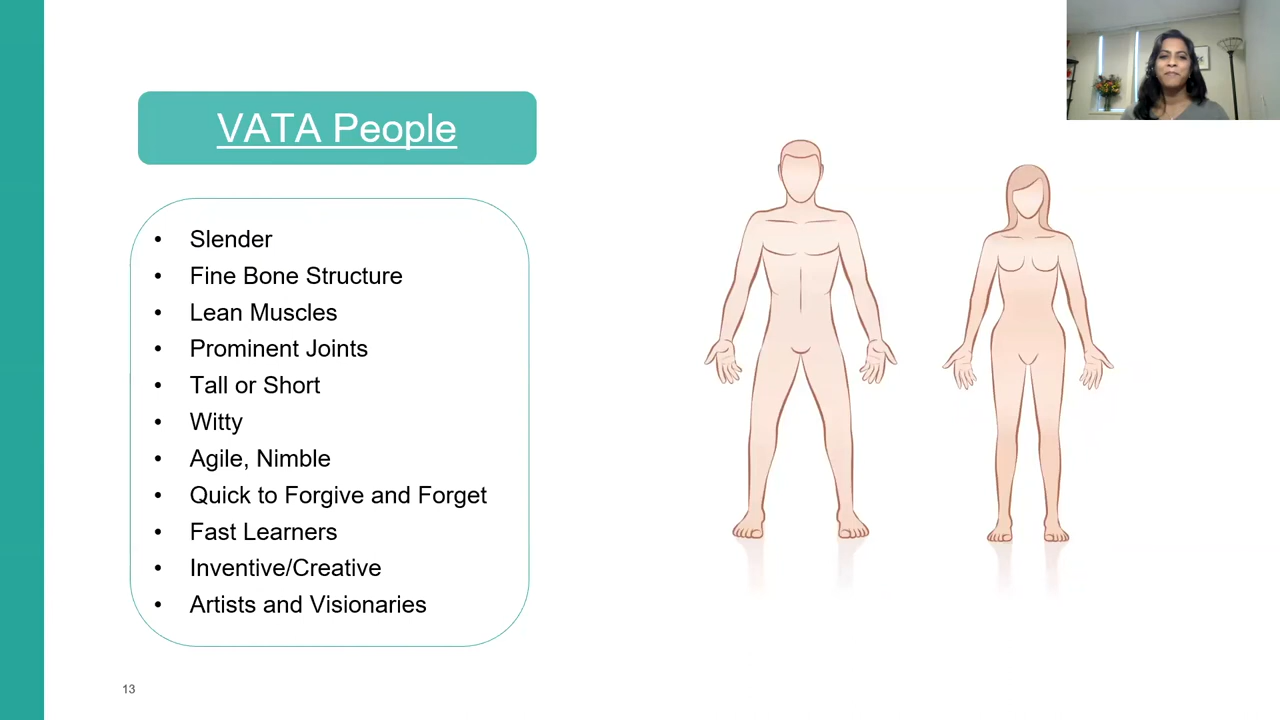 VATA People
• Slender
• Fine Bone Structure
• Lean Muscles
• Prominent Joints
• Tall or Short
• Witty
• Agile, Nimble
• Quick to Forgive and Forget
• Fast Learners
• Inventive/Creative
• Artists and Visionaries
13